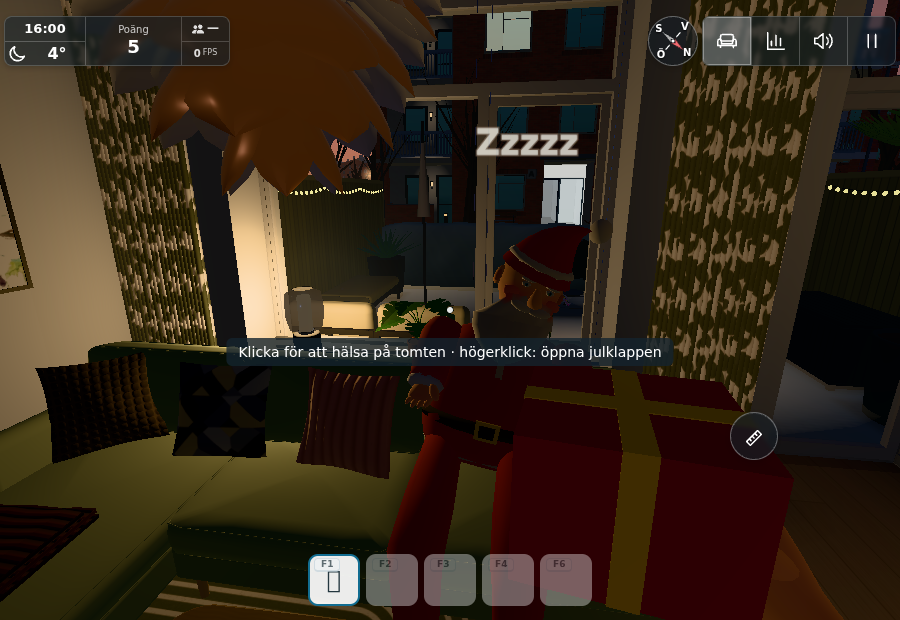 16:00
4°
Poäng
5
0 FPS
S V
Ö N
Zzzzz
Klicka för att hälsa på tomten · högerklick: öppna julklappen
F1
F2
F3
F4
F6